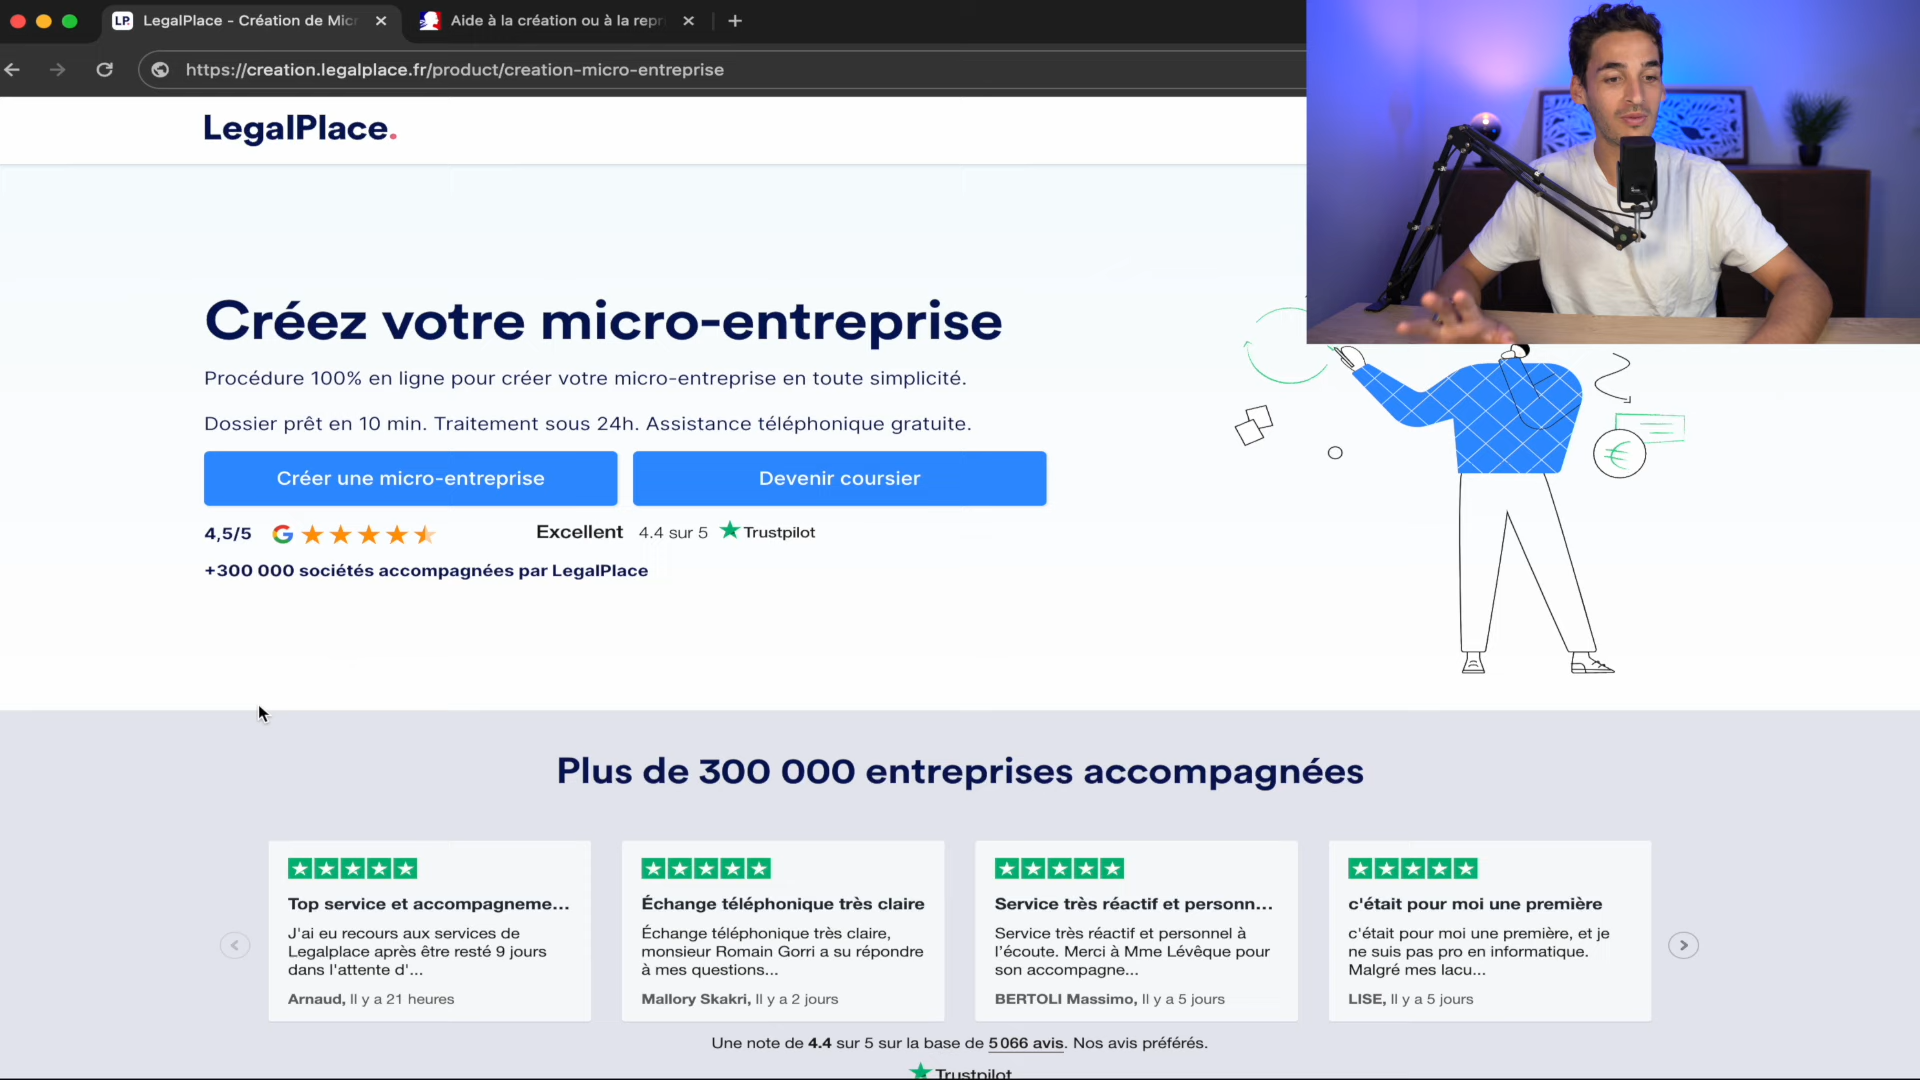 LP.
LegalPlace - Création de Mic
Aide à la création ou à la repr
https://creation.legalplace.fr/product/creation-micro-entreprise
LegalPlace.
Créez votre micro-entreprise
Procédure 100% en ligne pour créer votre micro-entreprise en toute simplicité.
Dossier prêt en 10 min. Traitement sous 24h. Assistance téléphonique gratuite.
Créer une micro-entreprise
Devenir coursier
4,5/5
Excellent 4.4 sur 5 Trustpilot
+300 000 sociétés accompagnées par LegalPlace
Plus de 300 000 entreprises accompagnées
Top service et accompagneme...
J'ai eu recours aux services de
Legalplace après être resté 9 jours
dans l'attente d'...
Arnaud, Il y a 21 heures
Échange téléphonique très claire
Échange téléphonique très claire,
monsieur Romain Gorri a su répondre
à mes questions...
Mallory Skakri, Il y a 2 jours
Service très réactif et personn...
Service très réactif et personnel à
l'écoute. Merci à Mme Lévêque pour
son accompagne...
BERTOLI Massimo, Il y a 5 jours
c'était pour moi une première
c'était pour moi une première, et je
ne suis pas pro en informatique.
Malgré mes lacu...
LISE, Il y a 5 jours
Une note de 4.4 sur 5 sur la base de 5 066 avis. Nos avis préférés.
Trustpilot